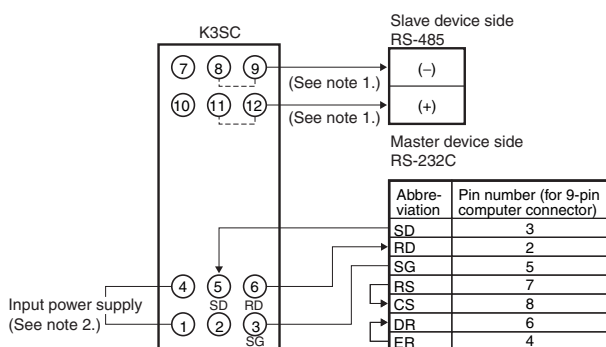 K3SC
7 8 9
10 11 12
4 5 6
SD RD
1 2 3
SG
Input power supply
(See note 2.)
(See note 1.)
(See note 1.)
Slave device side
RS-485
(−)
(+)
Master device side
RS-232C
Abbre-
viation
Pin number (for 9-pin
computer connector)
SD 3
RD 2
SG 5
RS 7
CS 8
DR 6
ER 4